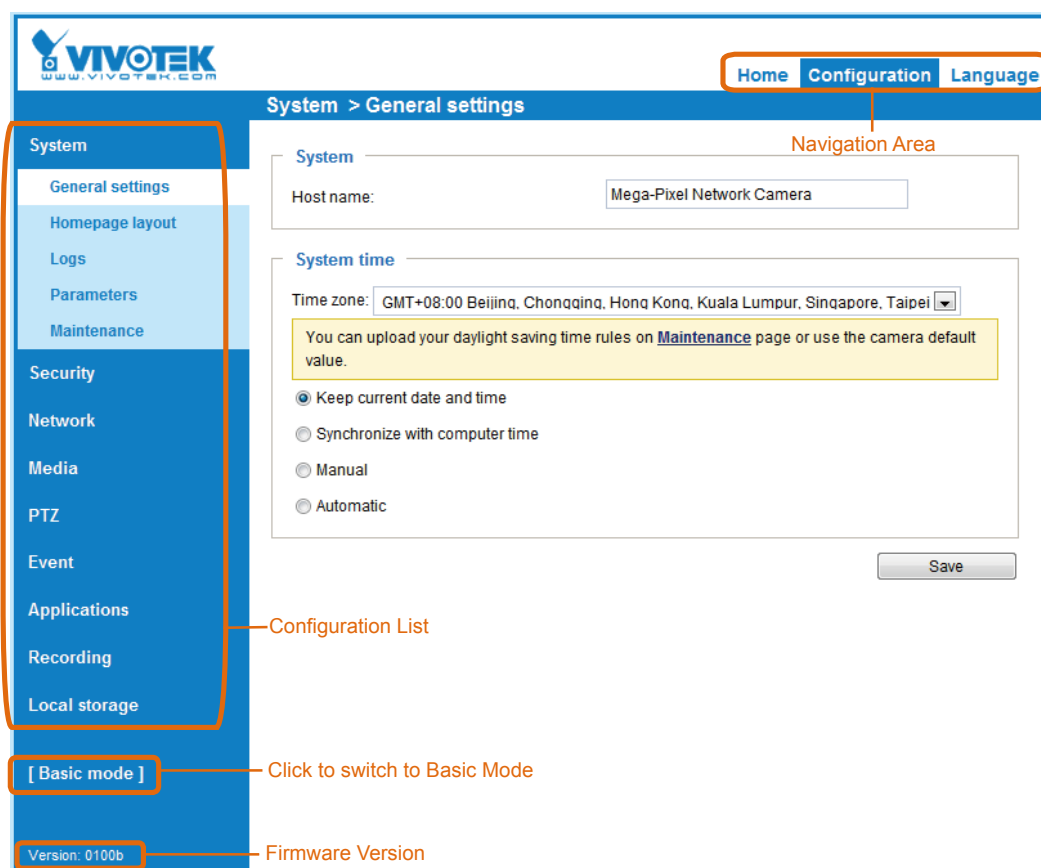 VIVOTEK
www.vivotek.com
Home Configuration Language
System > General settings
Navigation Area
System
General settings
Homepage layout
Logs
Parameters
Maintenance
Security
Network
Media
PTZ
Event
Applications
Recording
Local storage
[ Basic mode ]
Version: 0100b
System
Host name: Mega-Pixel Network Camera
System time
Time zone: GMT+08:00 Beijing, Chongqing, Hong Kong, Kuala Lumpur, Singapore, Taipei
You can upload your daylight saving time rules on Maintenance page or use the camera default
value.
Keep current date and time
Synchronize with computer time
Manual
Automatic
Save
Configuration List
Click to switch to Basic Mode
Firmware Version